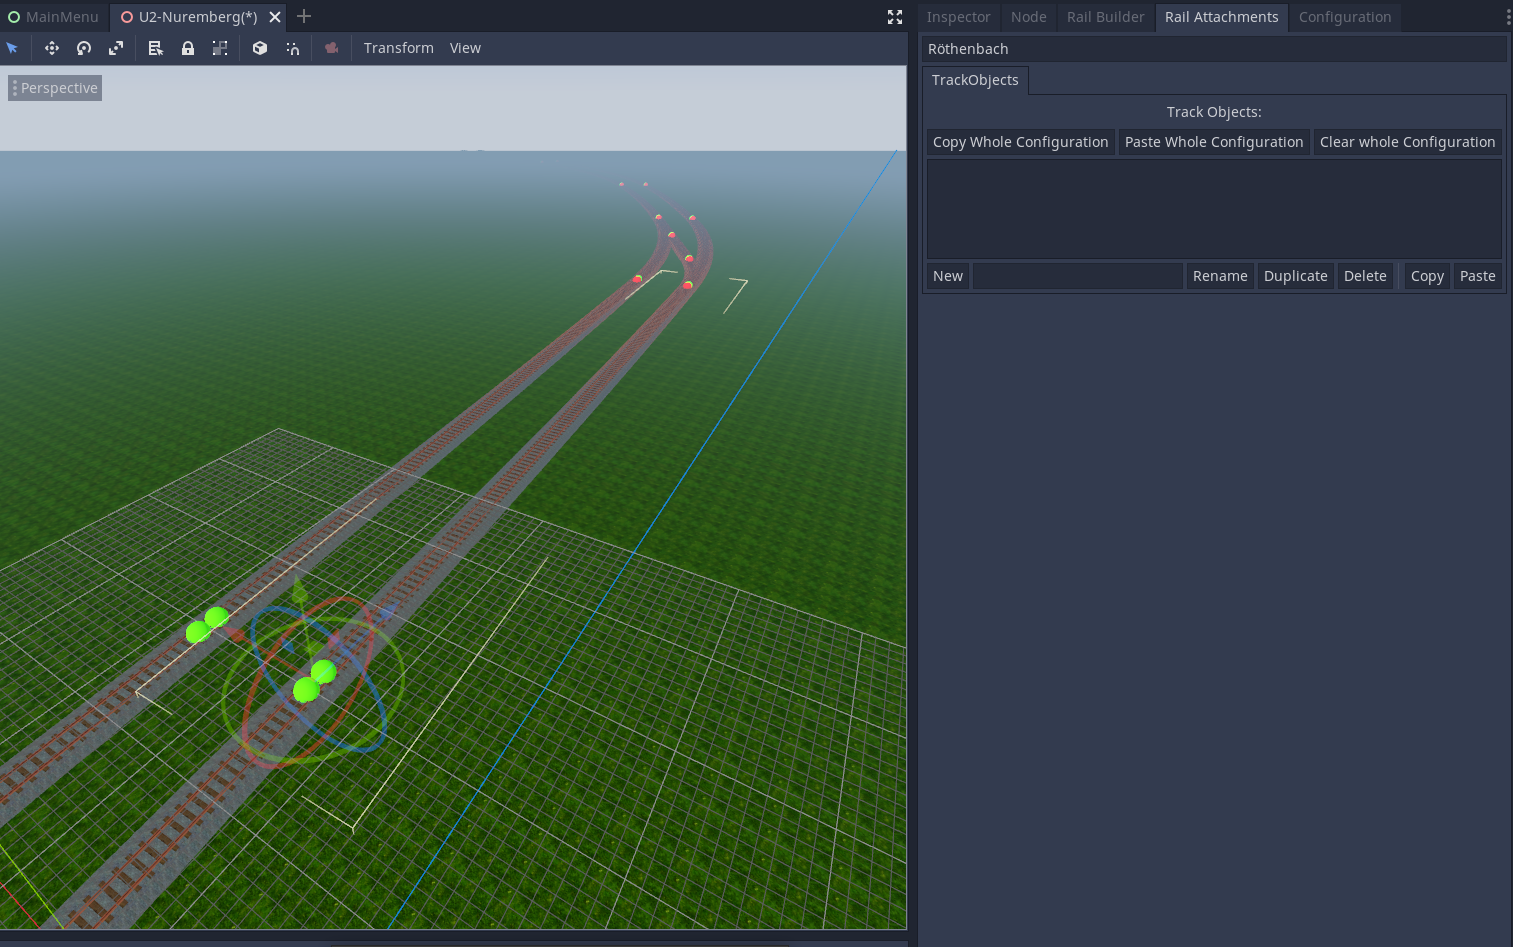 MainMenu
U2-Nuremberg(*)
Transform View
Perspective
Inspector Node Rail Builder Rail Attachments Configuration
Röthenbach
TrackObjects
Track Objects:
Copy Whole Configuration Paste Whole Configuration Clear whole Configuration
New Rename Duplicate Delete Copy Paste